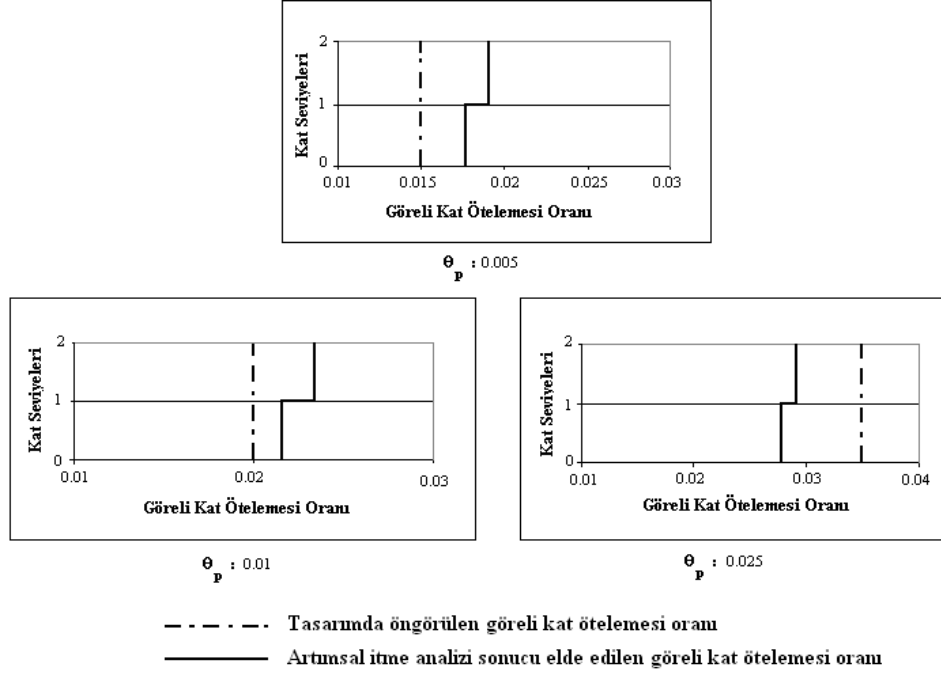 Kat Seviyeleri
2
1
0
0.01 0.015 0.02 0.025 0.03
Göreli Kat Ötelemesi Oranı
θp : 0.005
Kat Seviyeleri
2
1
0
0.01 0.02 0.03
Göreli Kat Ötelemesi Oranı
θp : 0.01
Kat Seviyeleri
2
1
0
0.01 0.02 0.03 0.04
Göreli Kat Ötelemesi Oranı
θp : 0.025
Tasarımda öngörülen göreli kat ötelemesi oranı
Artımsal itme analizi sonucu elde edilen göreli kat ötelemesi oranı